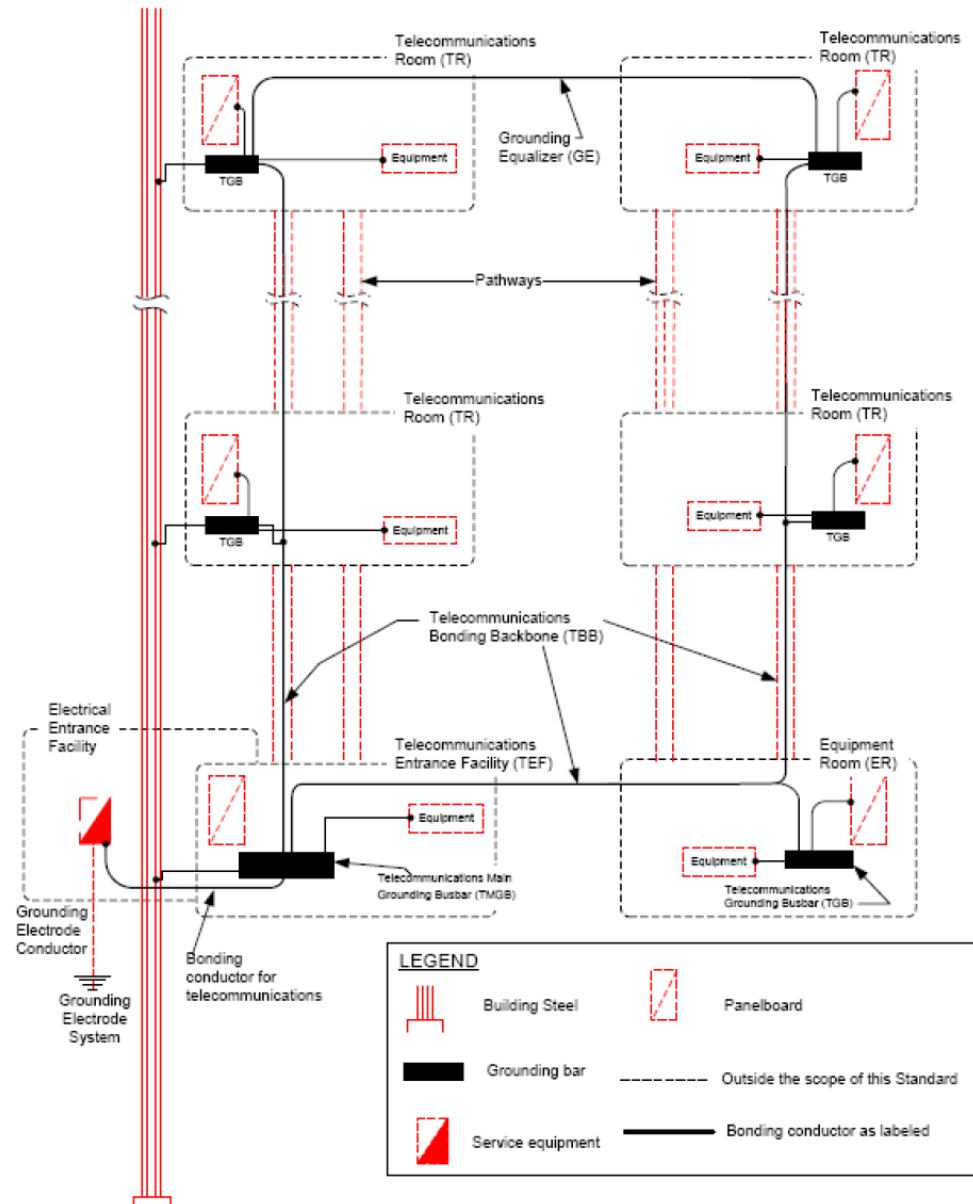 Telecommunications
Room (TR)
Telecommunications
Room (TR)
Grounding
Equalizer (GE)
Equipment
TGB
Equipment
TGB
Pathways
Telecommunications
Room (TR)
Telecommunications
Room (TR)
Equipment
TGB
Equipment
TGB
Telecommunications
Bonding Backbone (TBB)
Electrical
Entrance
Facility
Telecommunications
Entrance Facility (TEF)
Equipment
Room (ER)
Equipment
Telecommunications Main
Grounding Busbar (TMGB)
Equipment
Telecommunications
Grounding Busbar (TGB)
Grounding
Electrode
Conductor
Bonding
conductor for
telecommunications
Grounding
Electrode
System
LEGEND
Building Steel
Panelboard
Grounding bar
Outside the scope of this Standard
Service equipment
Bonding conductor as labeled